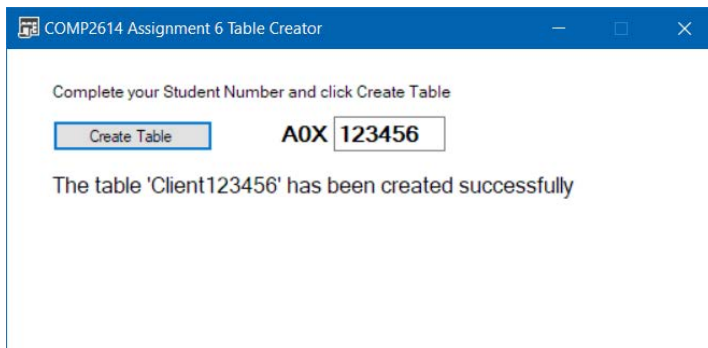 COMP2614 Assignment 6 Table Creator
Complete your Student Number and click Create Table
Create Table A0X 123456
The table 'Client123456' has been created successfully